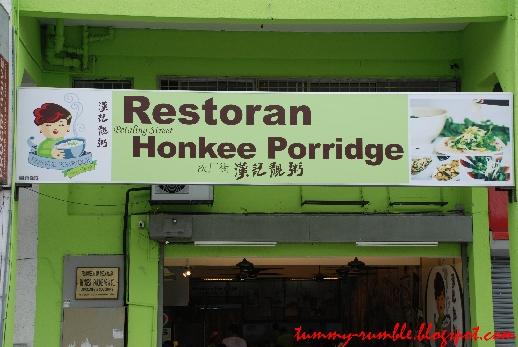 漢記靚粥
Restoran
Petaling Street
Honkee Porridge
茨厂街 漢記靚粥
tummy-rumble.blogspot.com